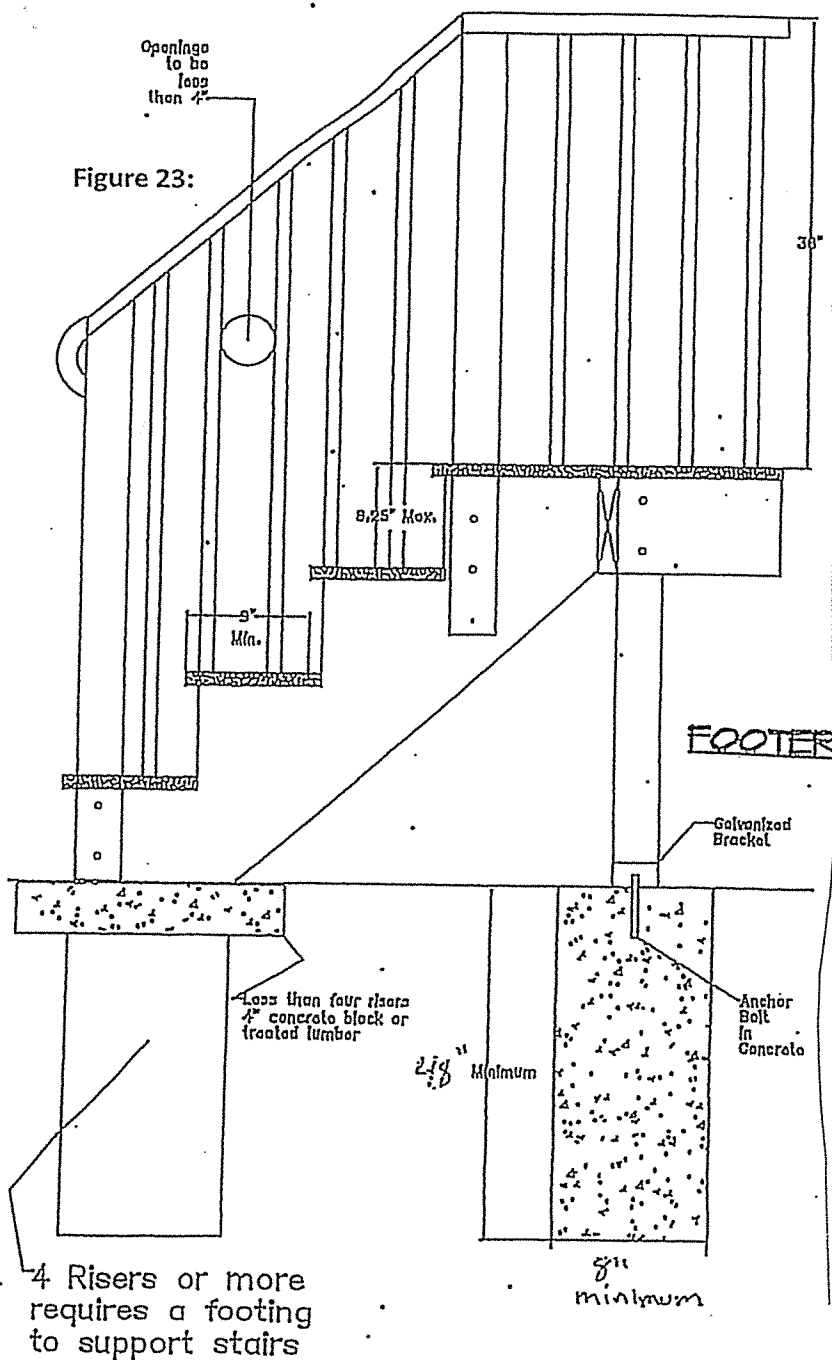 Openings
to be
less
than 4"
Figure 23:
8.25" Max.
9"
Min.
FOOTER
Galvanized
Bracket
Less than four risers
4" concrete block or
treated lumber
Anchor
Bolt
in
Concrete
48" Minimum
8"
minimum
4 Risers or more
requires a footing
to support stairs